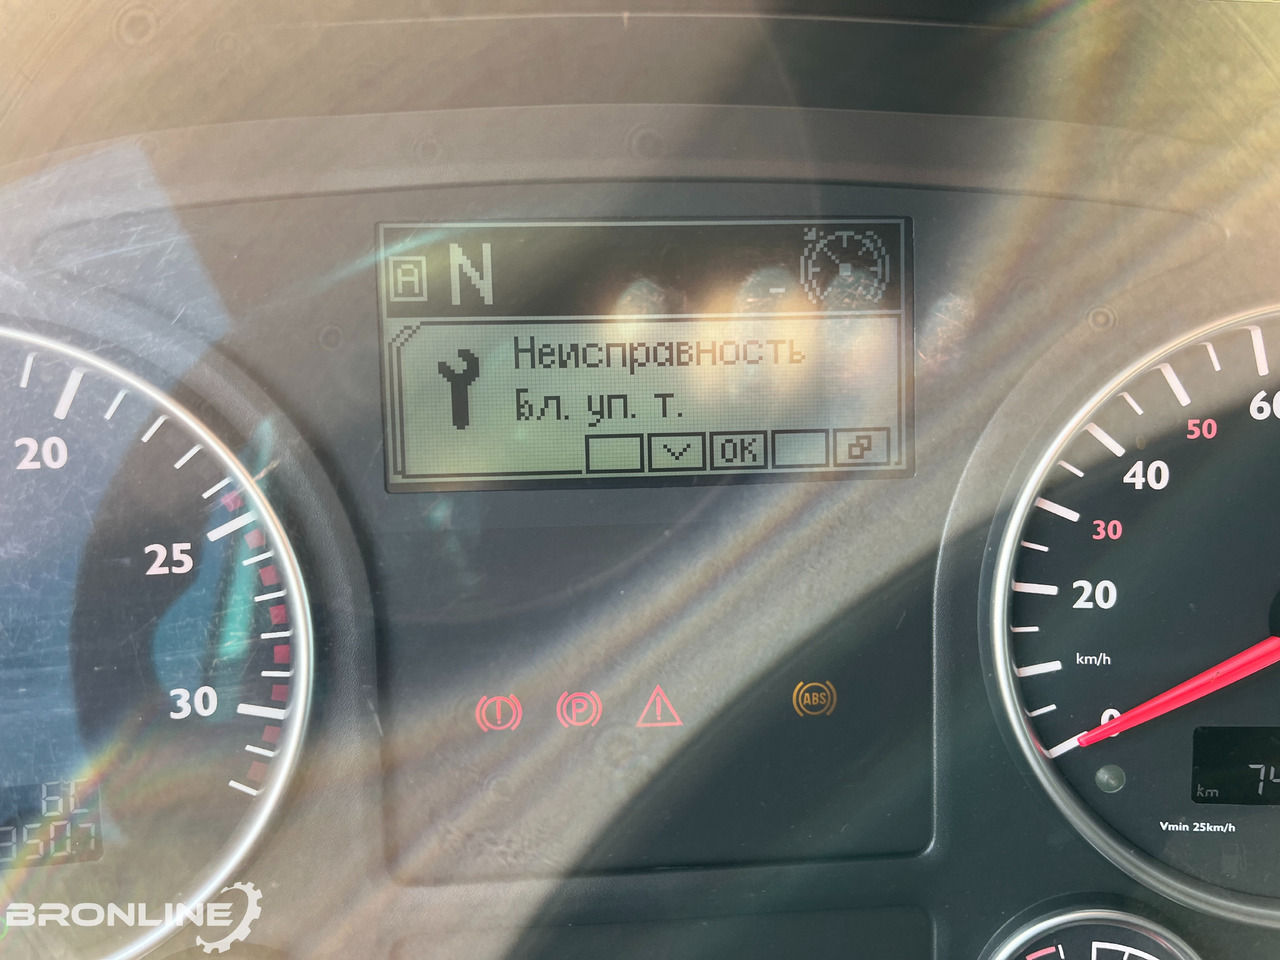 A N
-
Неисправность
Бл. уп. т.
OK
20
25
30
60
50
40
30
20
km/h
0
P
ABS
km 74
Vmin 25km/h
BRONLINE